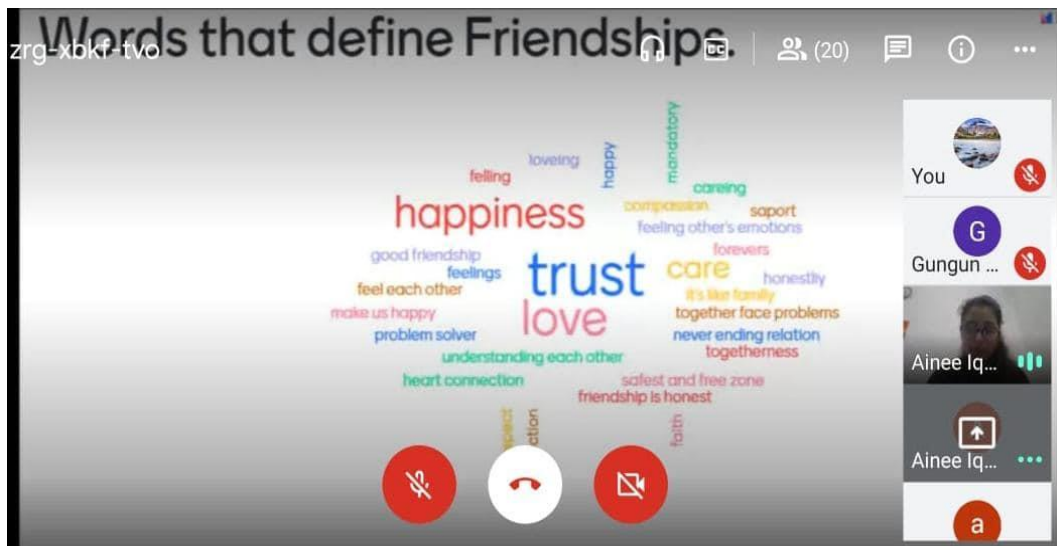 Words that define Friendships.
zrg-xbkf-tvo
CC
(20)
mandatory
loveing
happy
felling
careing
happiness
compassion
saport
feeling other's emotions
good friendship
forevers
feelings
trust
care
honestliy
feel each other
it's like family
make us happy
love
together face problems
problem solver
never ending relation
understanding each other
togetherness
heart connection
safest and free zone
friendship is honest
faith
You
G
Gungun ...
Ainee Iq...
Ainee Iq...
a